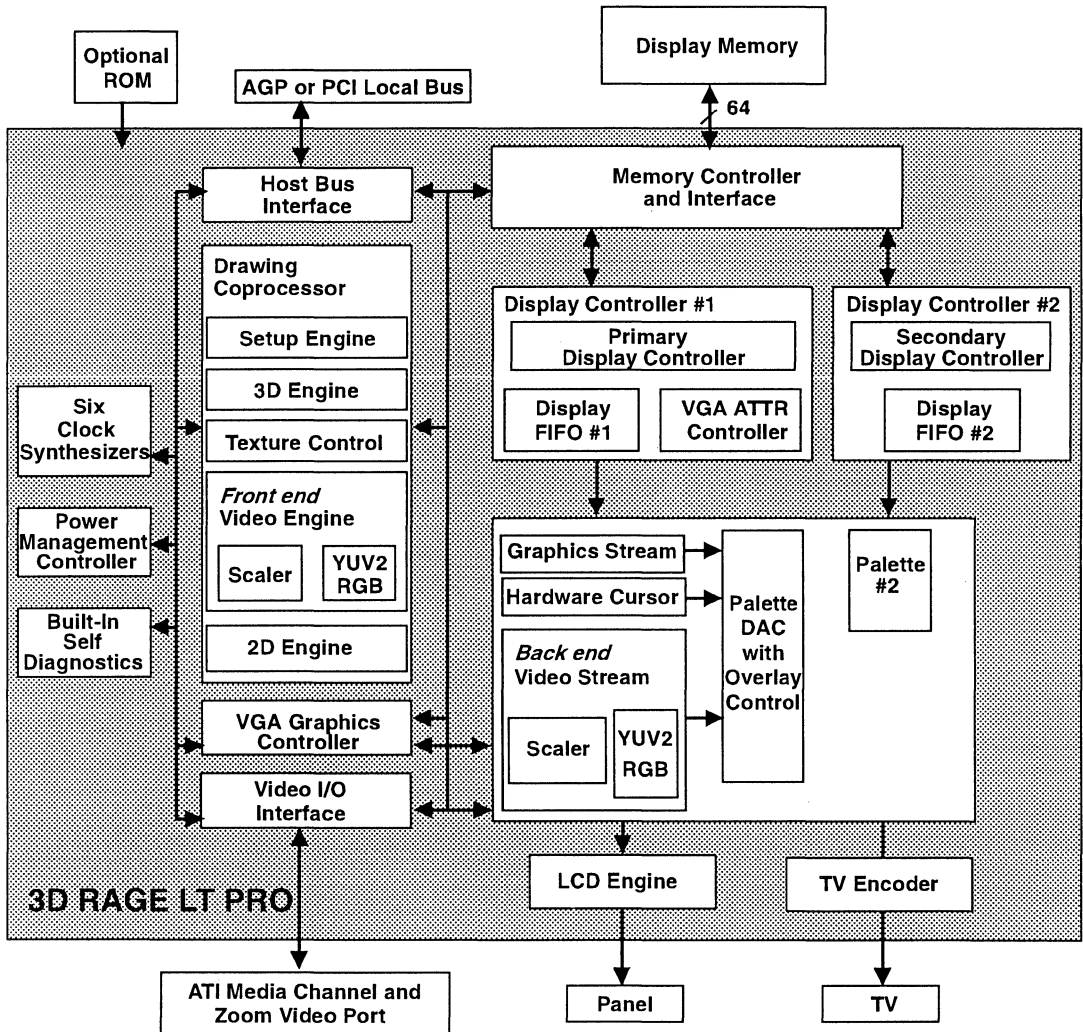 Optional
ROM
Display Memory
AGP or PCI Local Bus
64
Host Bus
Interface
Memory Controller
and Interface
Drawing
Coprocessor
Setup Engine
3D Engine
Texture Control
Front end
Video Engine
Scaler
YUV2
RGB
2D Engine
Display Controller #1
Primary
Display Controller
Display
FIFO #1
VGA ATTR
Controller
Display Controller #2
Secondary
Display Controller
Display
FIFO #2
Six
Clock
Synthesizers
Power
Management
Controller
Built-In
Self
Diagnostics
Graphics Stream
Hardware Cursor
Back end
Video Stream
Scaler
YUV2
RGB
Palette
DAC
with
Overlay
Control
Palette
#2
VGA Graphics
Controller
Video I/O
Interface
LCD Engine
TV Encoder
3D RAGE LT PRO
ATI Media Channel and
Zoom Video Port
Panel
TV